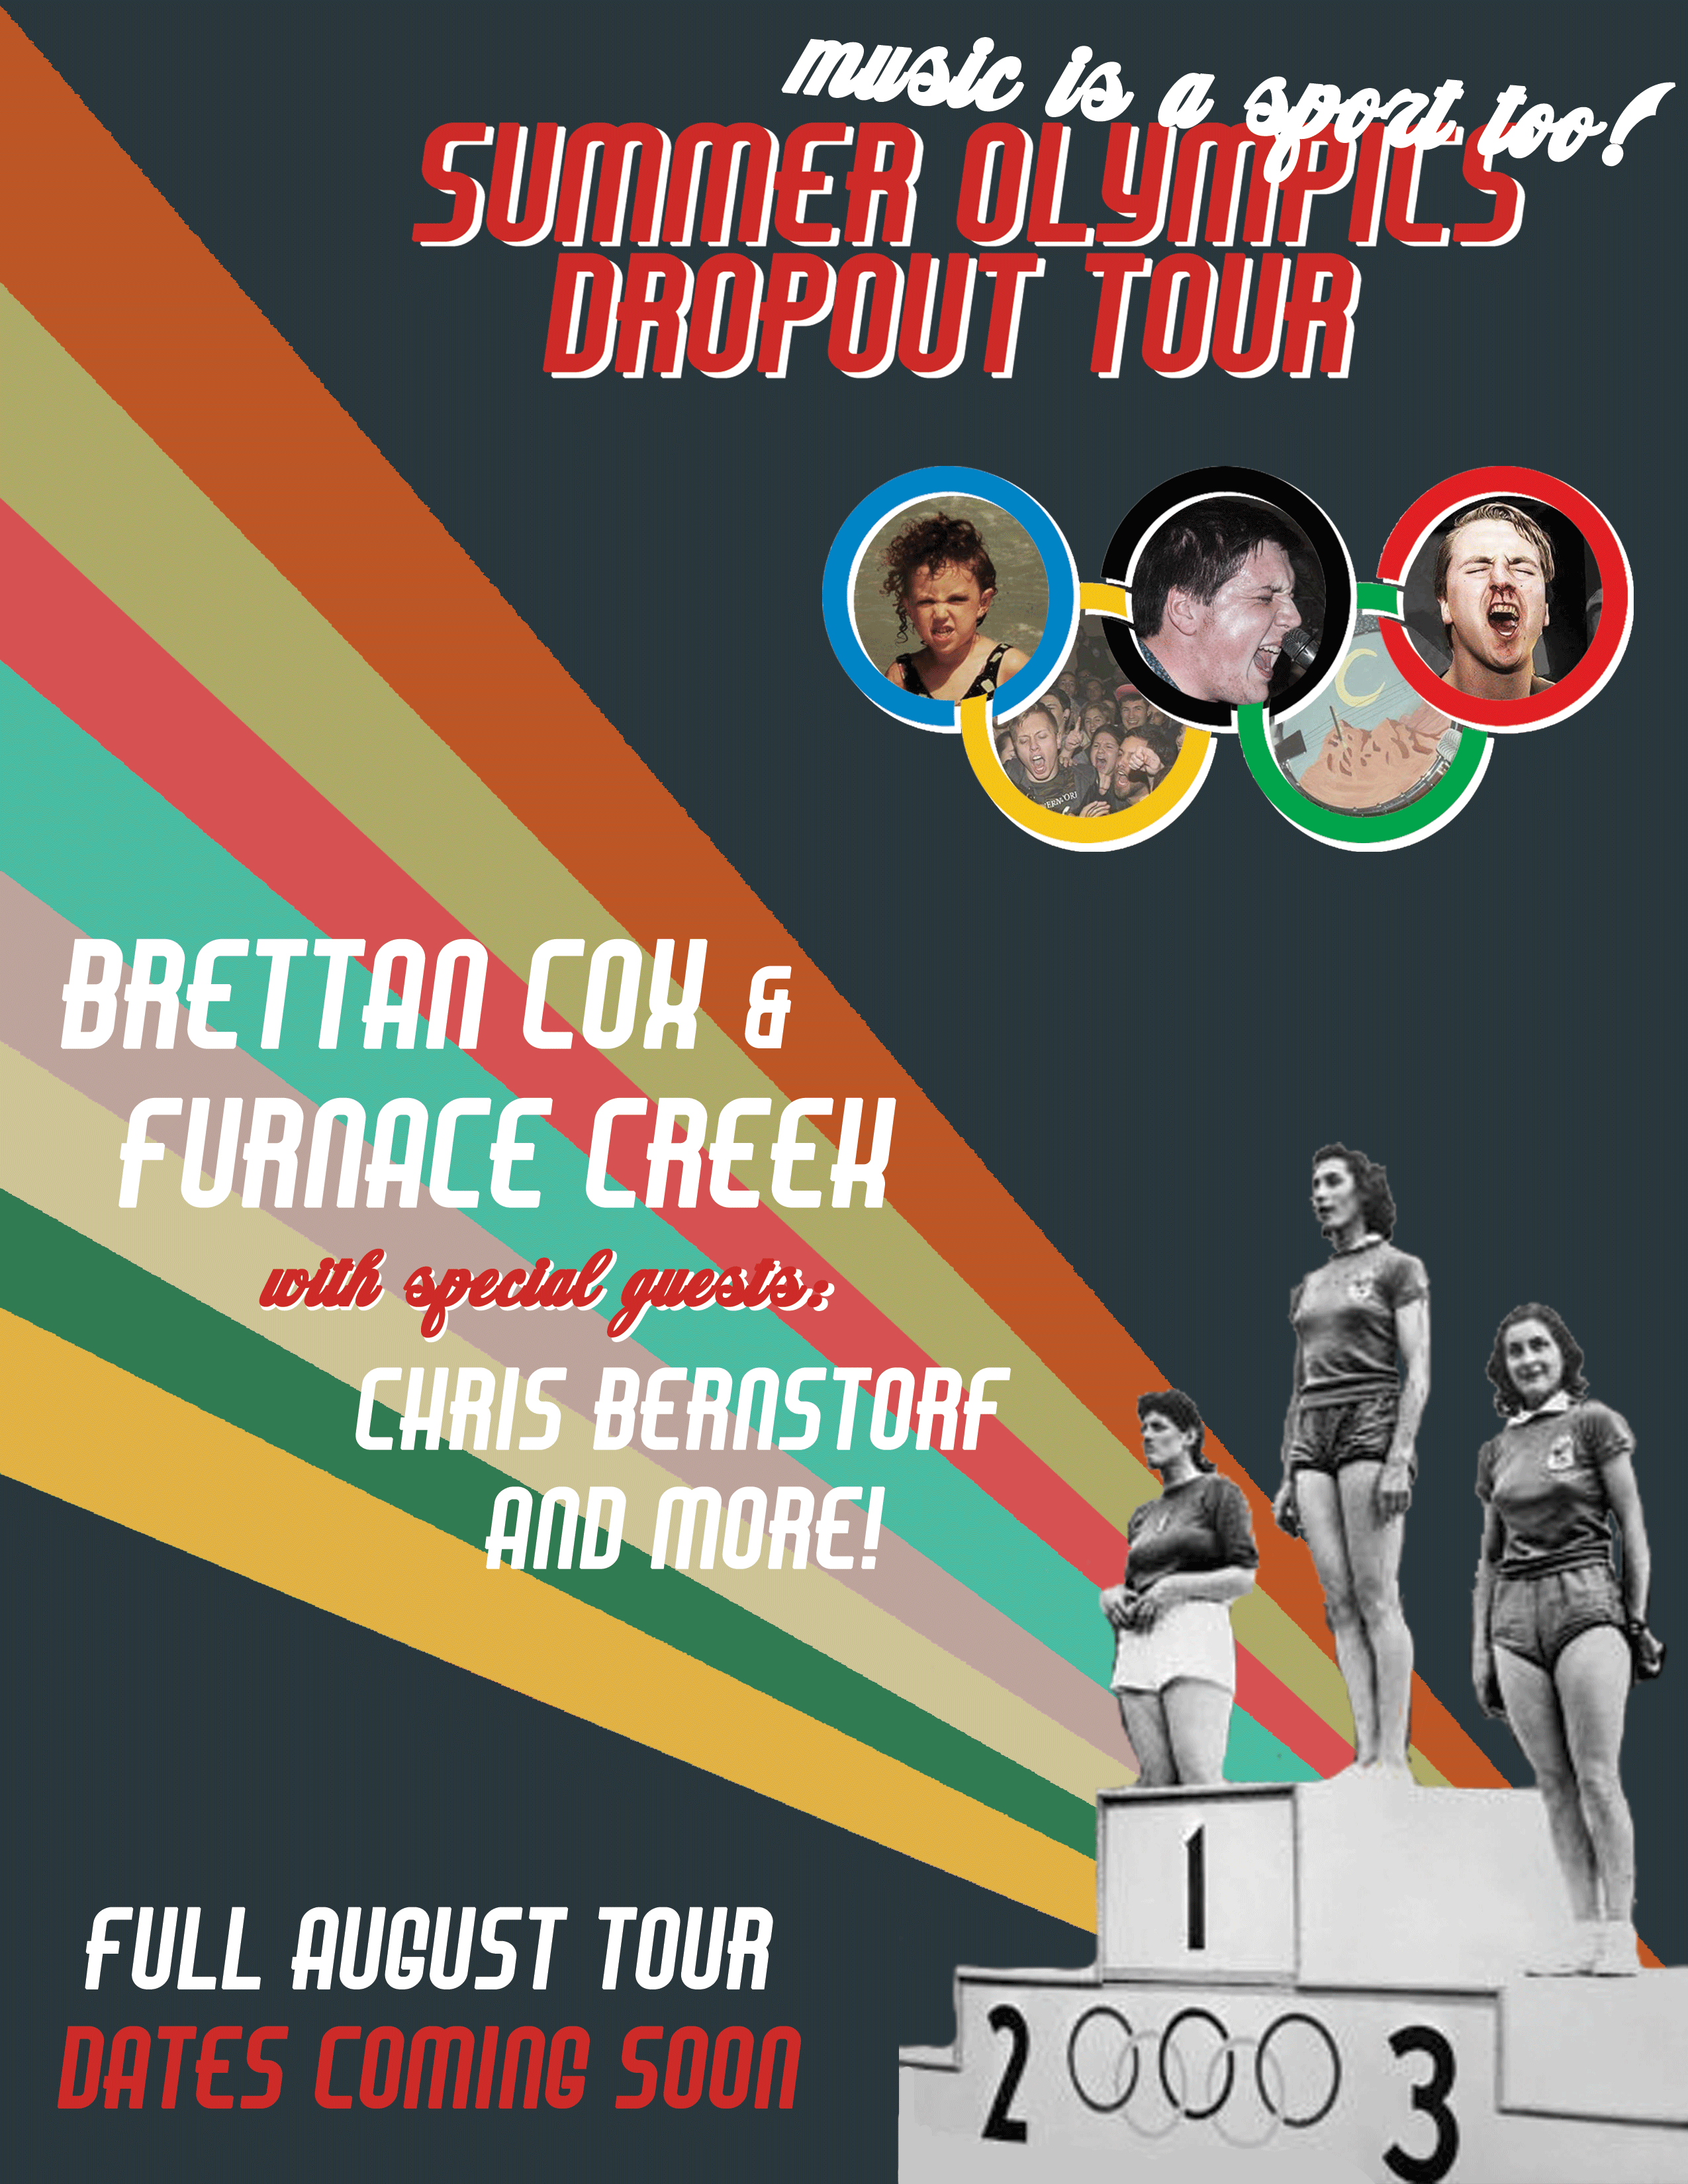 music is a sport too!
SUMMER OLYMPICS
DROPOUT TOUR
BRETTAN COX &
FURNACE CREEK
with special guests:
CHRIS BERNSTORF
AND MORE!
FULL AUGUST TOUR
DATES COMING SOON
1
2
3